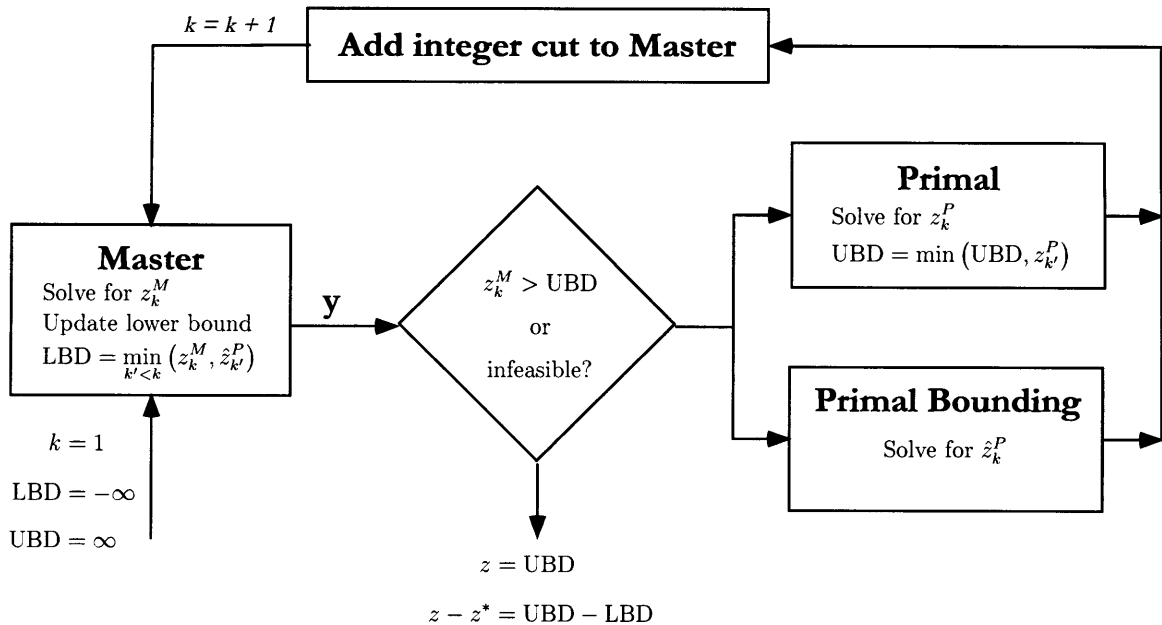 k = k + 1
Add integer cut to Master
Primal
Solve for z_k^P
UBD = min (UBD, z_{k'}^P)
Master
Solve for z_k^M
Update lower bound
LBD = min_{k'<k} (z_k^M, ẑ_{k'}^P)
y
z_k^M > UBD
or
infeasible?
Primal Bounding
Solve for ẑ_k^P
k = 1
LBD = −∞
UBD = ∞
z = UBD
z − z* = UBD − LBD